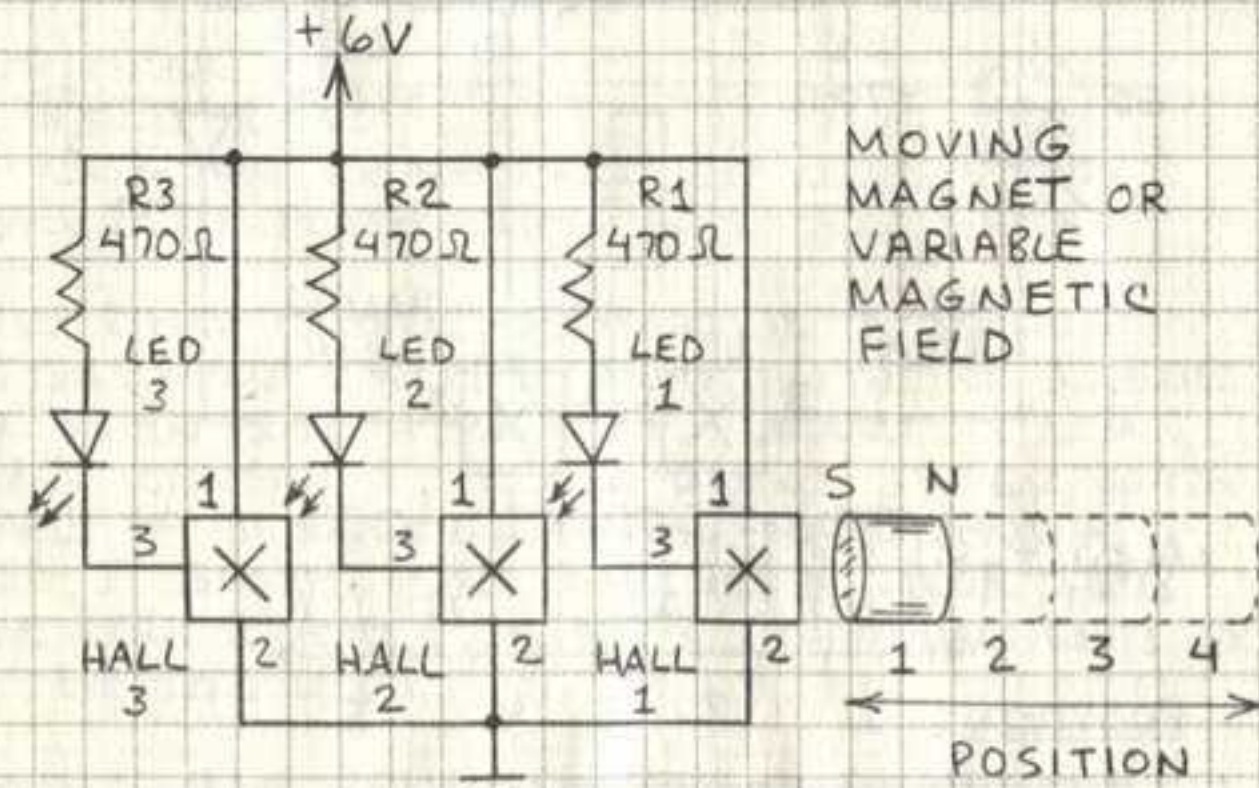 +6V
R3
470Ω
R2
470Ω
R1
470Ω
MOVING
MAGNET OR
VARIABLE
MAGNETIC
FIELD
LED
3
LED
2
LED
1
1
1
1
S N
3
3
3
HALL
3
2
HALL
2
2
HALL
1
2
1 2 3 4
POSITION